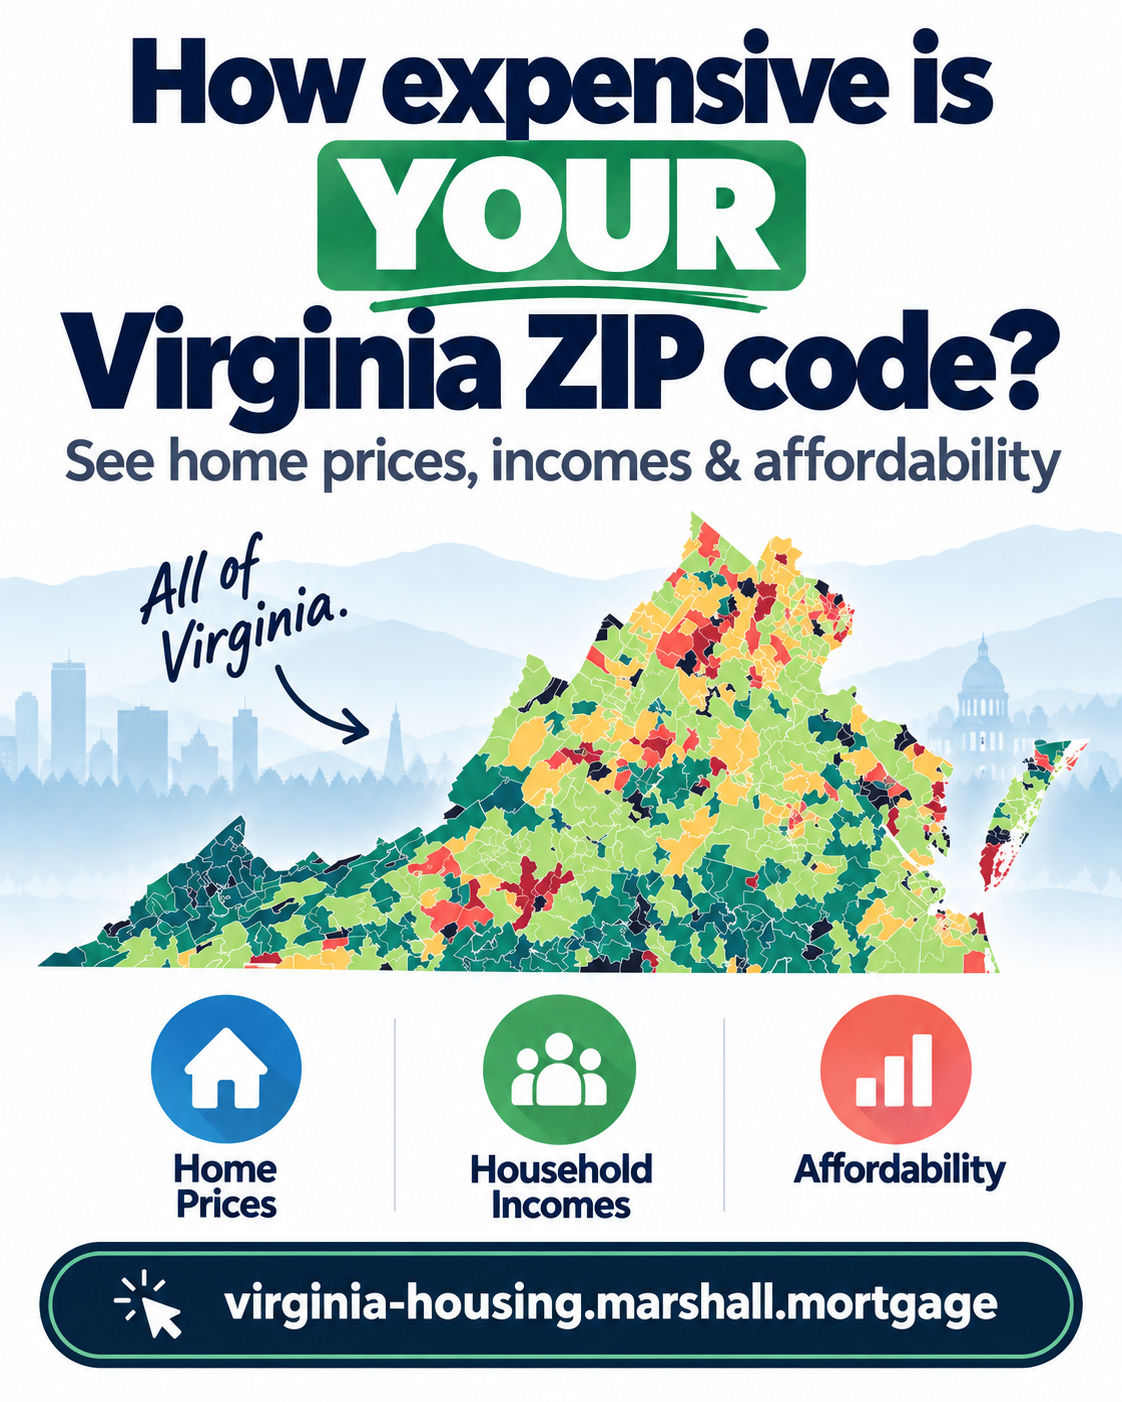 How expensive is
YOUR
Virginia ZIP code?
See home prices, incomes & affordability
All of
Virginia.
Home
Prices
Household
Incomes
Affordability
virginia-housing.marshall.mortgage